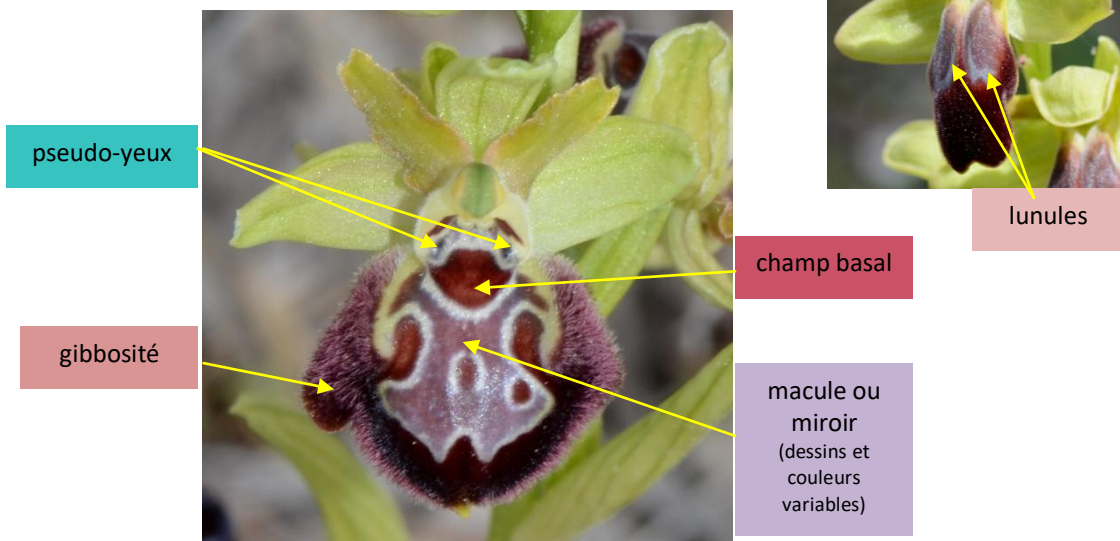 pseudo-yeux
lunules
champ basal
gibbosité
macule ou
miroir
(dessins et
couleurs
variables)